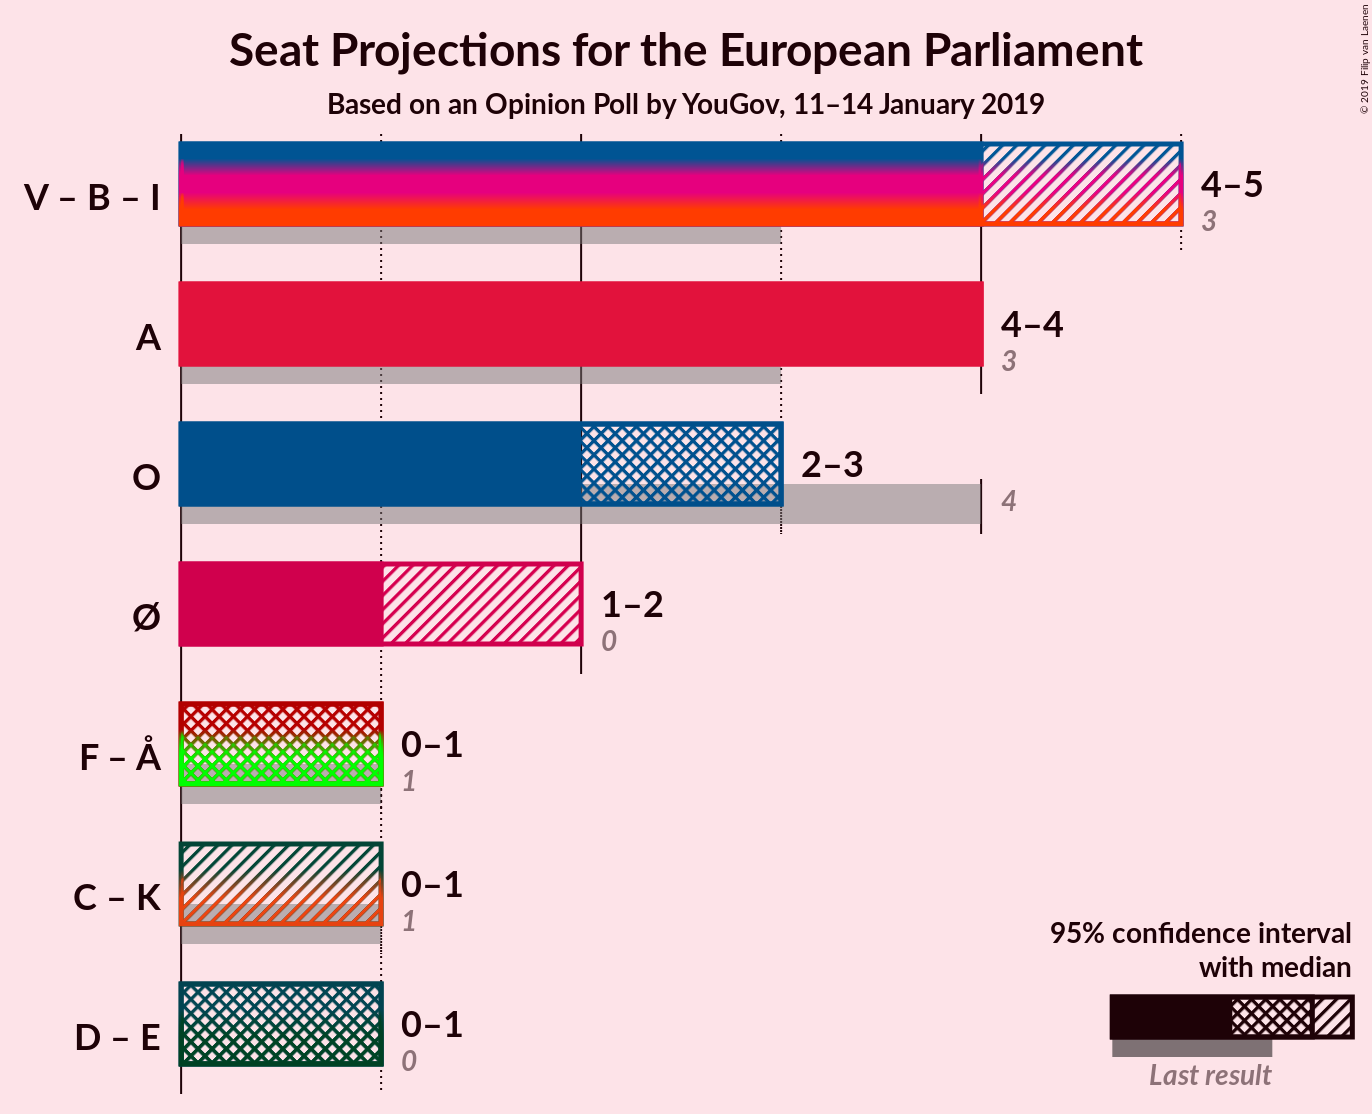 Seat Projections for the European Parliament
Based on an Opinion Poll by YouGov, 11–14 January 2019
© 2019 Filip van Laenen
V – B – I
4–5
3
A
4–4
3
O
2–3
4
Ø
1–2
0
F – Å
0–1
1
C – K
0–1
1
D – E
0–1
0
95% confidence interval
with median
Last result